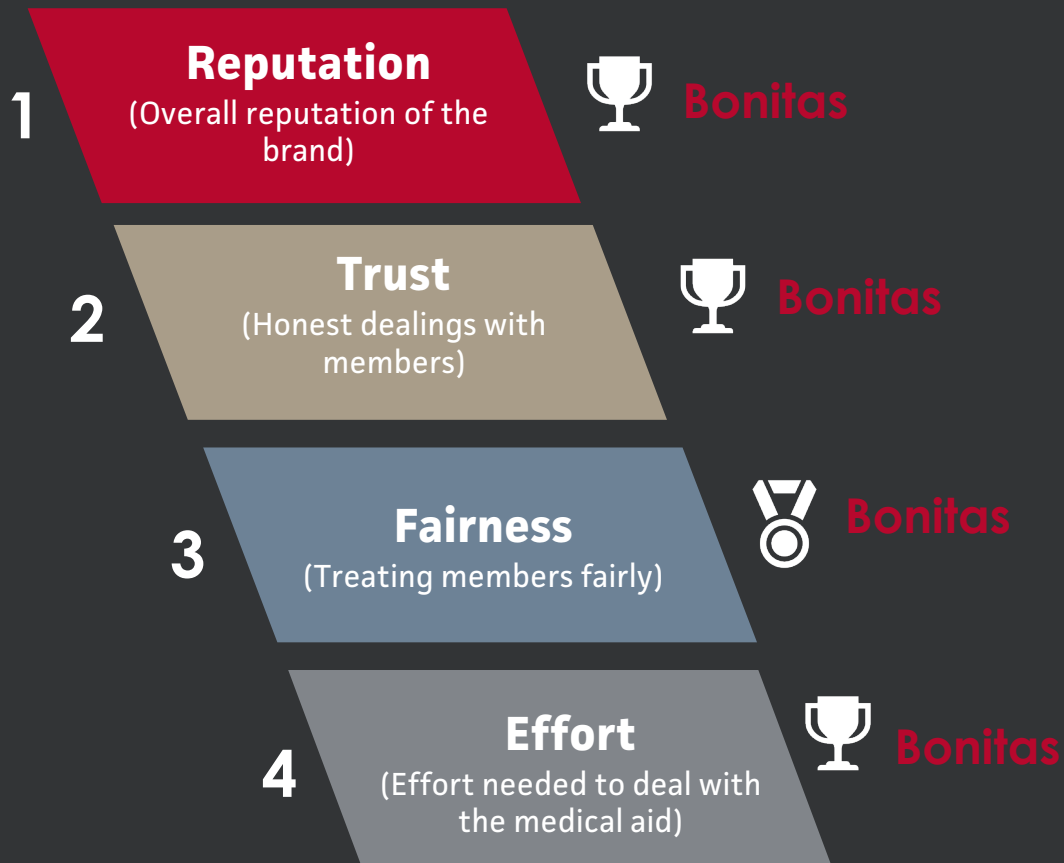 1
Reputation
(Overall reputation of the
brand)
Bonitas
2
Trust
(Honest dealings with
members)
Bonitas
3
Fairness
(Treating members fairly)
Bonitas
4
Effort
(Effort needed to deal with
the medical aid)
Bonitas